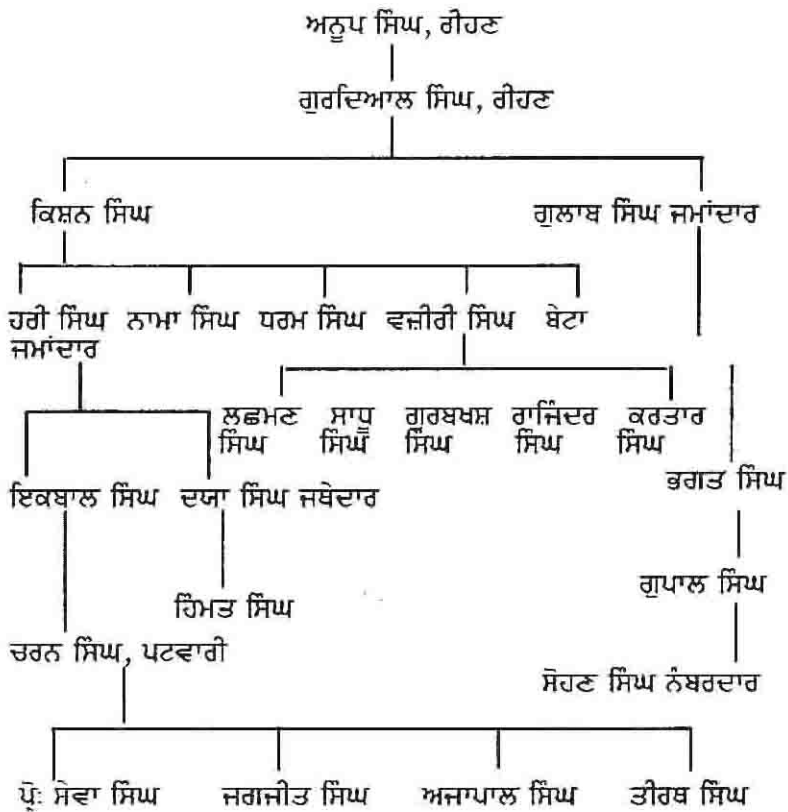 ਅਨੂਪ ਸਿੰਘ, ਰੀਹਣ
ਗੁਰਦਿਆਲ ਸਿੰਘ, ਰੀਹਣ
ਕਿਸ਼ਨ ਸਿੰਘ ਗੁਲਾਬ ਸਿੰਘ ਜਮਾਂਦਾਰ
ਹਰੀ ਸਿੰਘ ਨਾਮਾ ਸਿੰਘ ਧਰਮ ਸਿੰਘ ਵਜ਼ੀਰੀ ਸਿੰਘ ਬੇਟਾ
ਜਮਾਂਦਾਰ
ਲਛਮਣ ਸਾਧੂ ਗੁਰਬਖਸ਼ ਰਾਜਿੰਦਰ ਕਰਤਾਰ
ਸਿੰਘ ਸਿੰਘ ਸਿੰਘ ਸਿੰਘ ਸਿੰਘ
ਭਗਤ ਸਿੰਘ
ਇਕਬਾਲ ਸਿੰਘ ਦਯਾ ਸਿੰਘ ਜਥੇਦਾਰ
ਗੁਪਾਲ ਸਿੰਘ
ਹਿੰਮਤ ਸਿੰਘ
ਚਰਨ ਸਿੰਘ, ਪਟਵਾਰੀ
ਸੋਹਣ ਸਿੰਘ ਨੰਬਰਦਾਰ
ਪ੍ਰੋ: ਸੇਵਾ ਸਿੰਘ ਜਗਜੀਤ ਸਿੰਘ ਅਜਾਪਾਲ ਸਿੰਘ ਤੀਰਥ ਸਿੰਘ